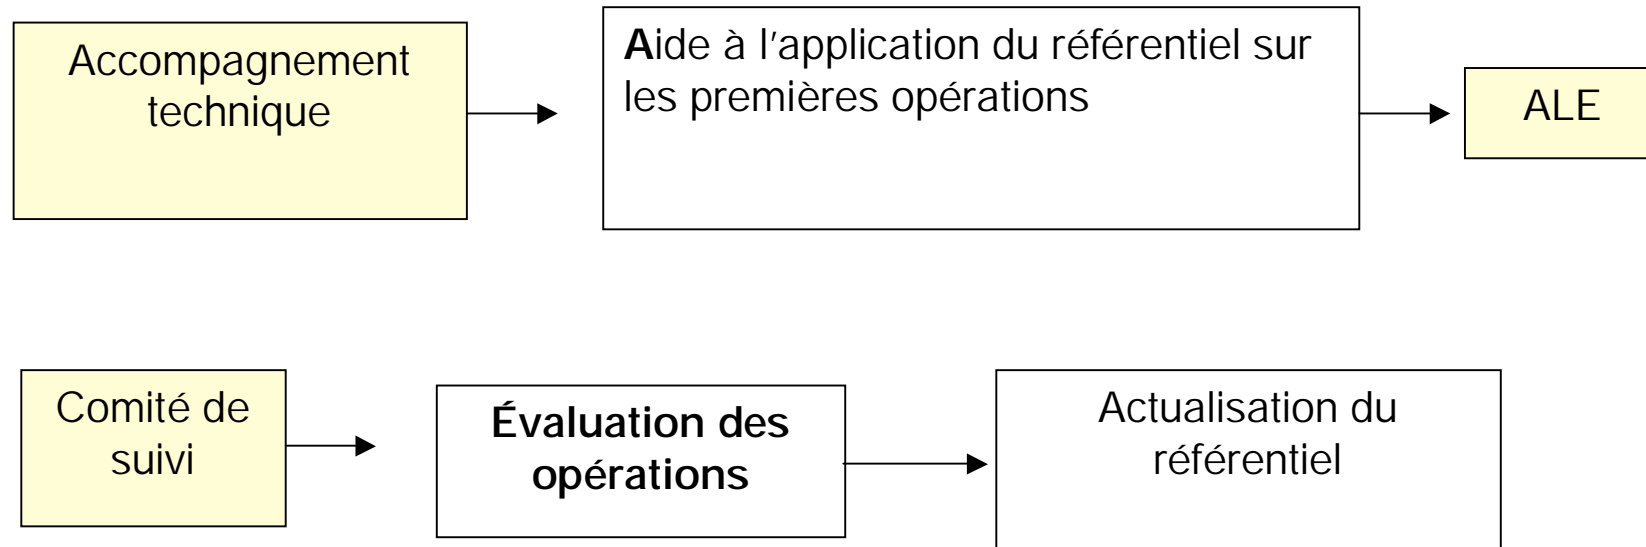 Accompagnement
technique
Aide à l'application du référentiel sur
les premières opérations
ALE
Comité de
suivi
Évaluation des
opérations
Actualisation du
référentiel